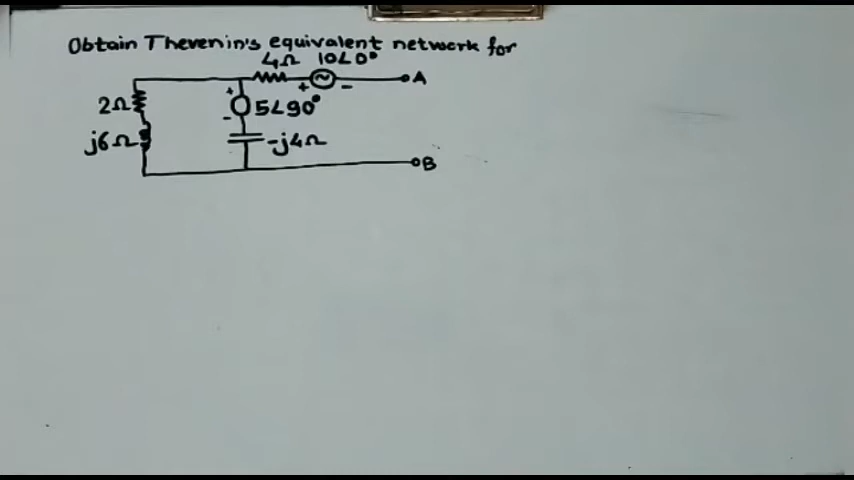 Obtain Thevenin's equivalent network for
4Ω 10∠0°
+ - A
2Ω + 5∠90°
-
j6Ω -j4Ω
B